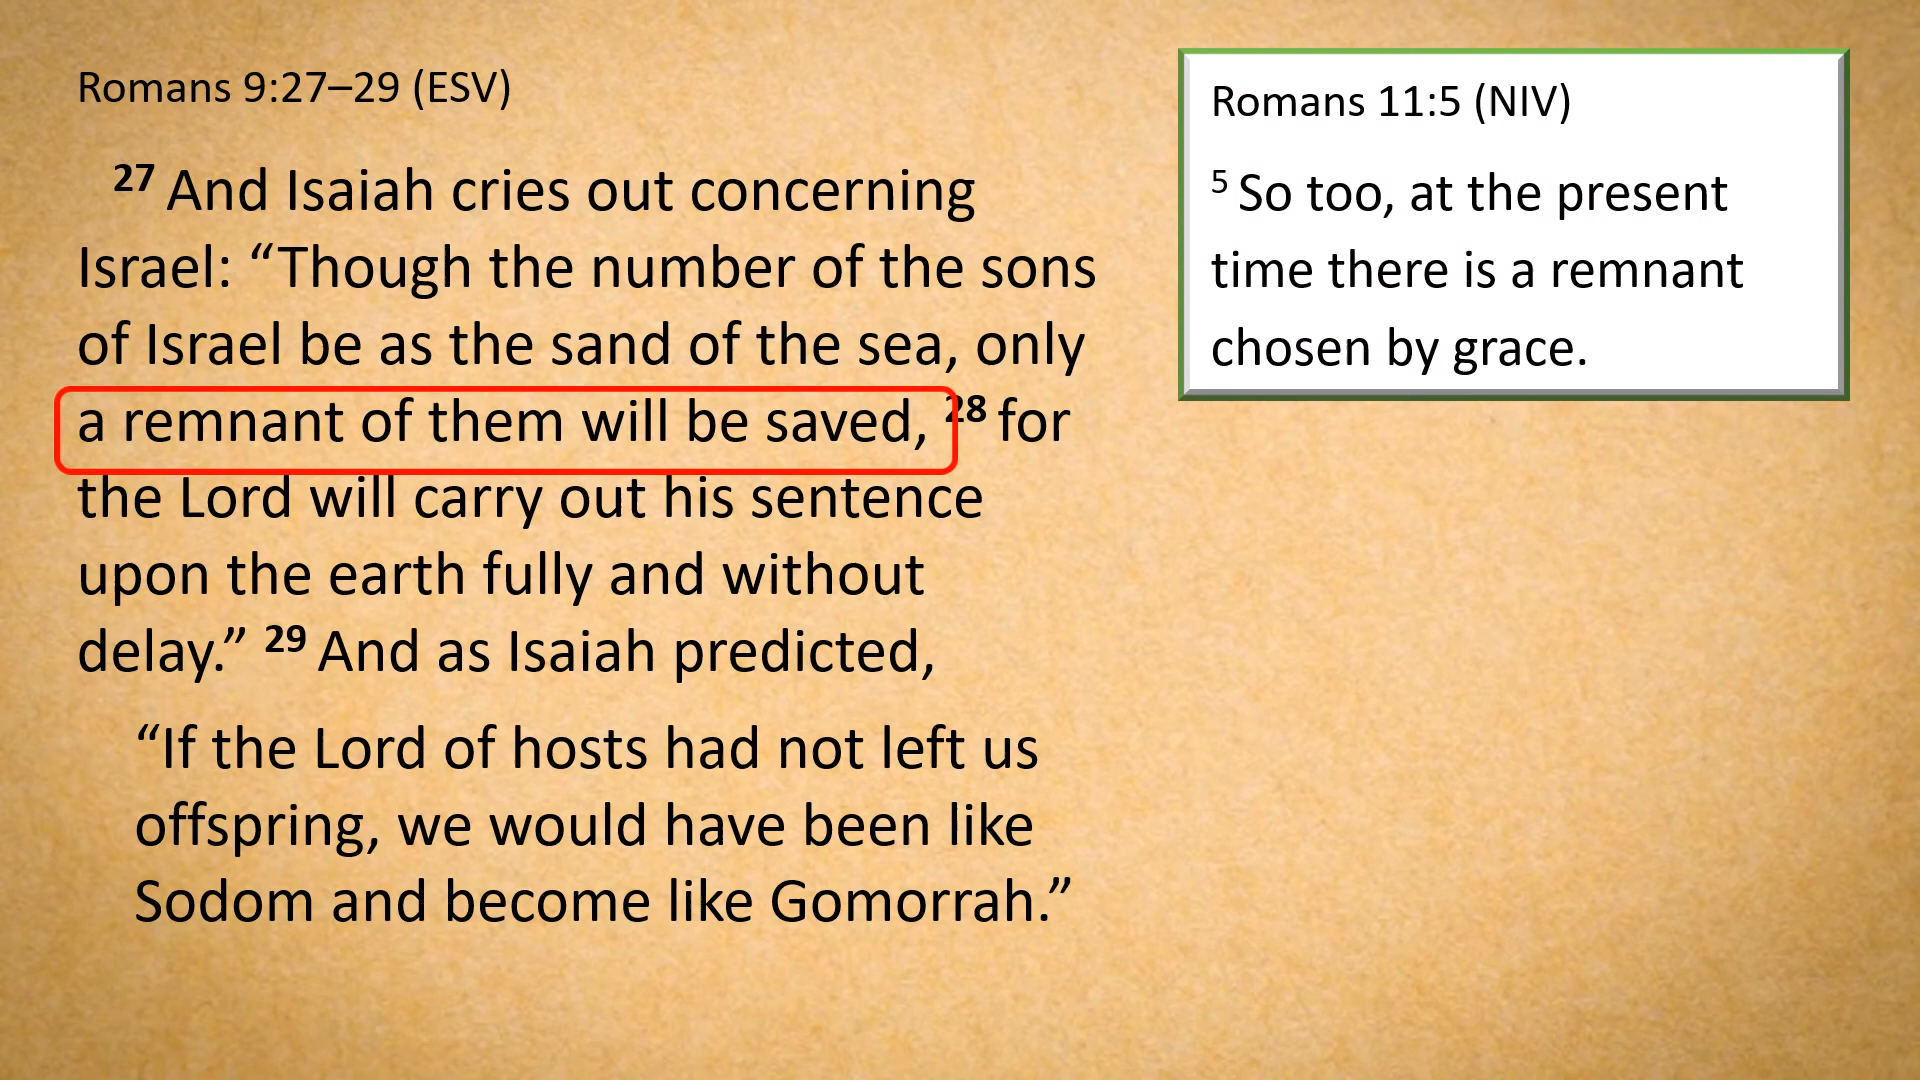 Romans 9:27–29 (ESV)
27 And Isaiah cries out concerning
Israel: “Though the number of the sons
of Israel be as the sand of the sea, only
a remnant of them will be saved, 28 for
the Lord will carry out his sentence
upon the earth fully and without
delay.” 29 And as Isaiah predicted,
“If the Lord of hosts had not left us
offspring, we would have been like
Sodom and become like Gomorrah.”
Romans 11:5 (NIV)
5 So too, at the present
time there is a remnant
chosen by grace.